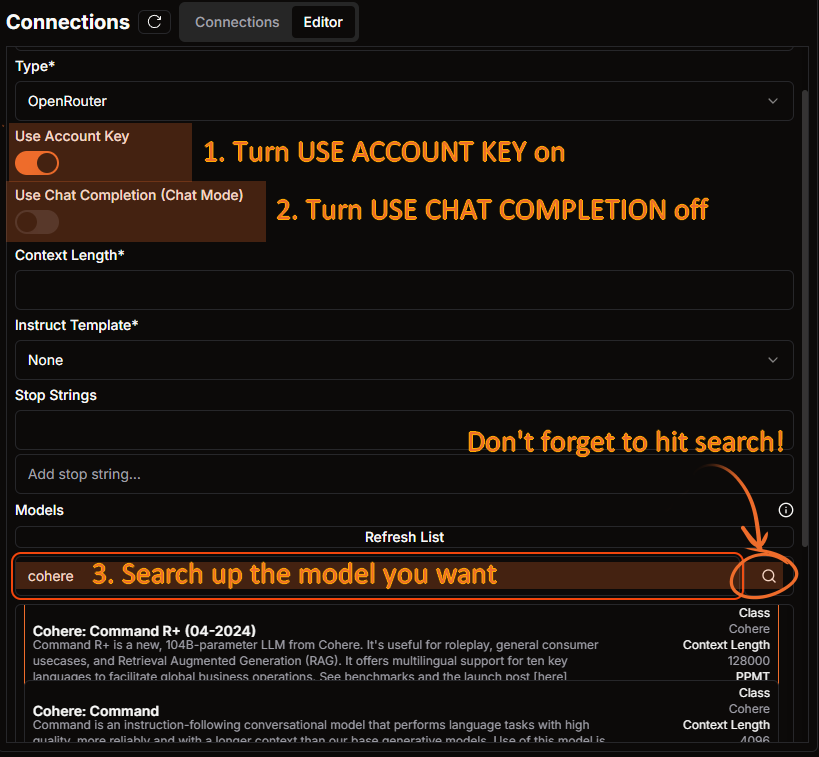 Connections
Connections
Editor
Type*
OpenRouter
Use Account Key
1. Turn USE ACCOUNT KEY on
Use Chat Completion (Chat Mode)
2. Turn USE CHAT COMPLETION off
Context Length*
Instruct Template*
None
Stop Strings
Don't forget to hit search!
Add stop string...
Models
Refresh List
cohere
3. Search up the model you want
Cohere: Command R+ (04-2024)
Command R+ is a new, 104B-parameter LLM from Cohere. It's useful for roleplay, general consumer
usecases, and Retrieval Augmented Generation (RAG). It offers multilingual support for ten key
languages to facilitate global business operations. See benchmarks and the launch post [here]
Class
Cohere
Context Length
128000
PPMT
Cohere: Command
Command is an instruction-following conversational model that performs language tasks with high
quality, more reliably and with a longer context than our base generative models. Use of this model is
Class
Cohere
Context Length
4096